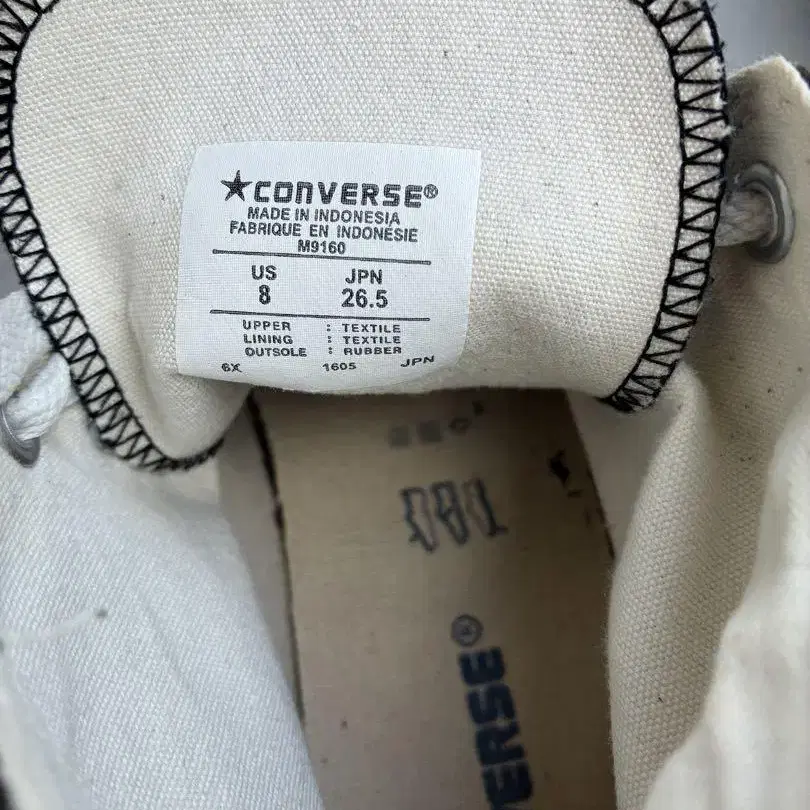 ★CONVERSE®
MADE IN INDONESIA
FABRIQUE EN INDONÉSIE
M9160
US JPN
8 26.5
UPPER : TEXTILE
LINING : TEXTILE
OUTSOLE : RUBBER
6X 1605 JPN
ERSE®